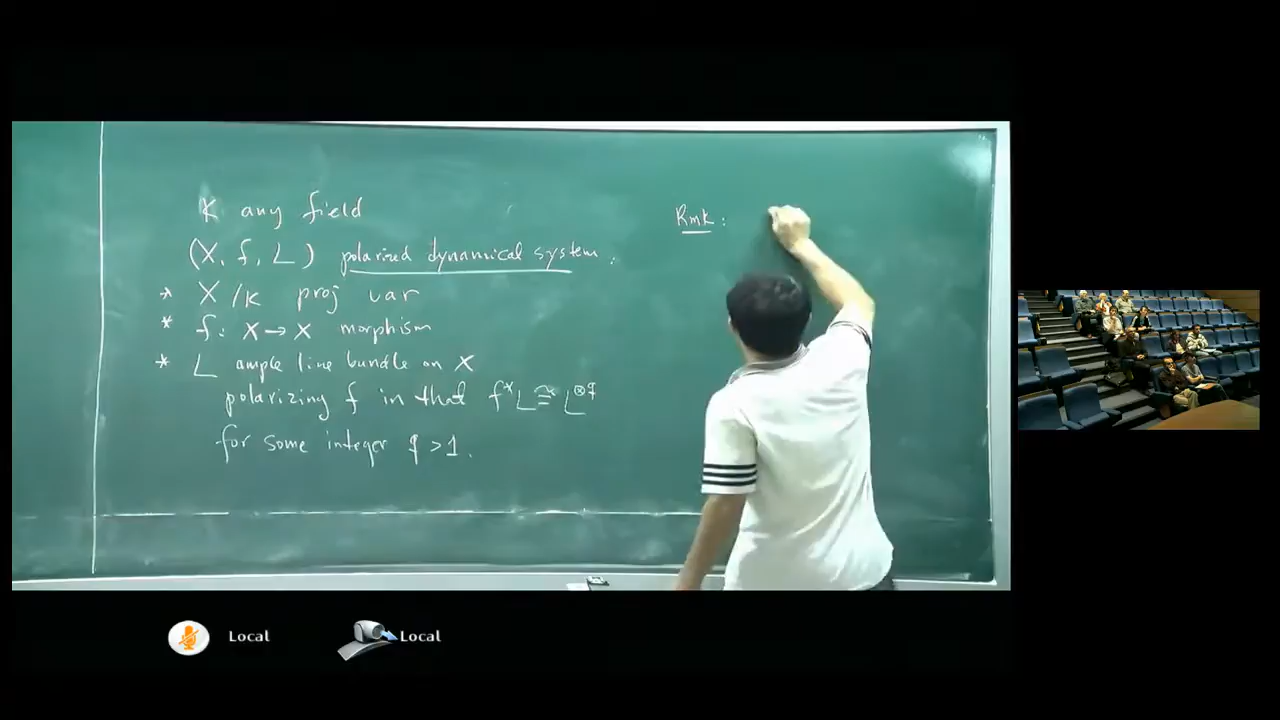 K any field
(X, f, L) polarized dynamical system.
* X/K proj var
* f: X → X morphism
* L ample line bundle on X
polarizing f in that f*L ≅ L^{⊗q}
for some integer q > 1.
Rmk:
Local
Local